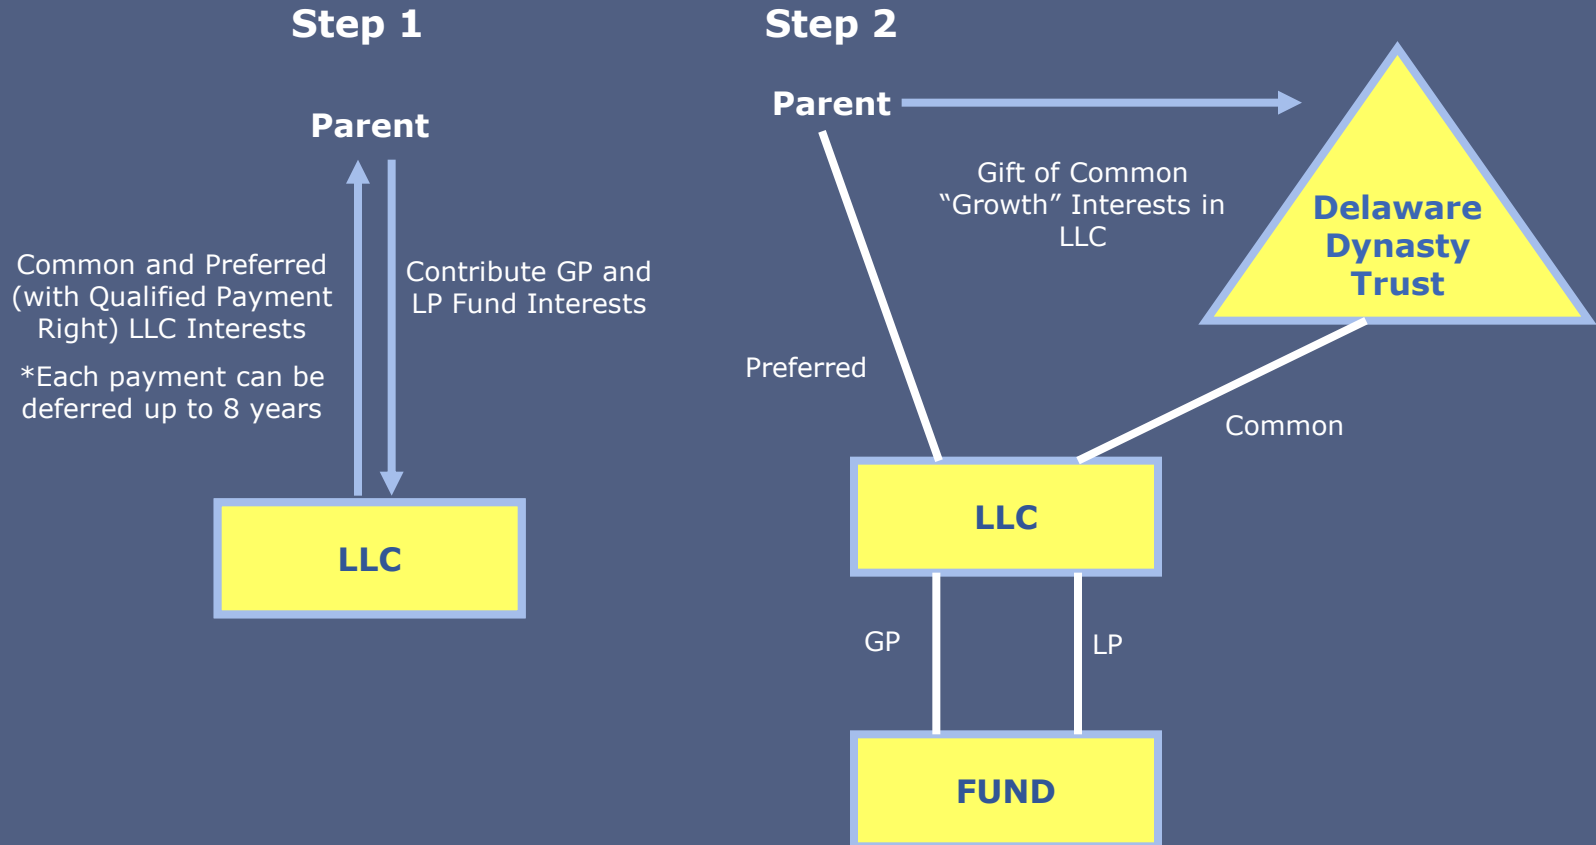 Step 1
Parent
Common and Preferred
(with Qualified Payment
Right) LLC Interests
*Each payment can be
deferred up to 8 years
Contribute GP and
LP Fund Interests
LLC
Step 2
Parent
Gift of Common
“Growth” Interests in
LLC
Delaware
Dynasty
Trust
Preferred
Common
LLC
GP
LP
FUND